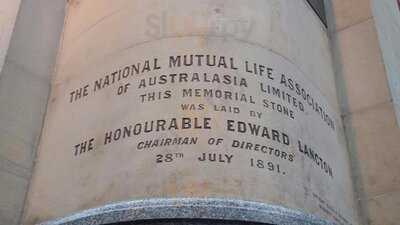 THE NATIONAL MUTUAL LIFE ASSOCIATION
OF AUSTRALASIA LIMITED
THIS MEMORIAL STONE
WAS LAID BY
THE HONOURABLE EDWARD LANGTON
CHAIRMAN OF DIRECTORS
28TH JULY 1891.